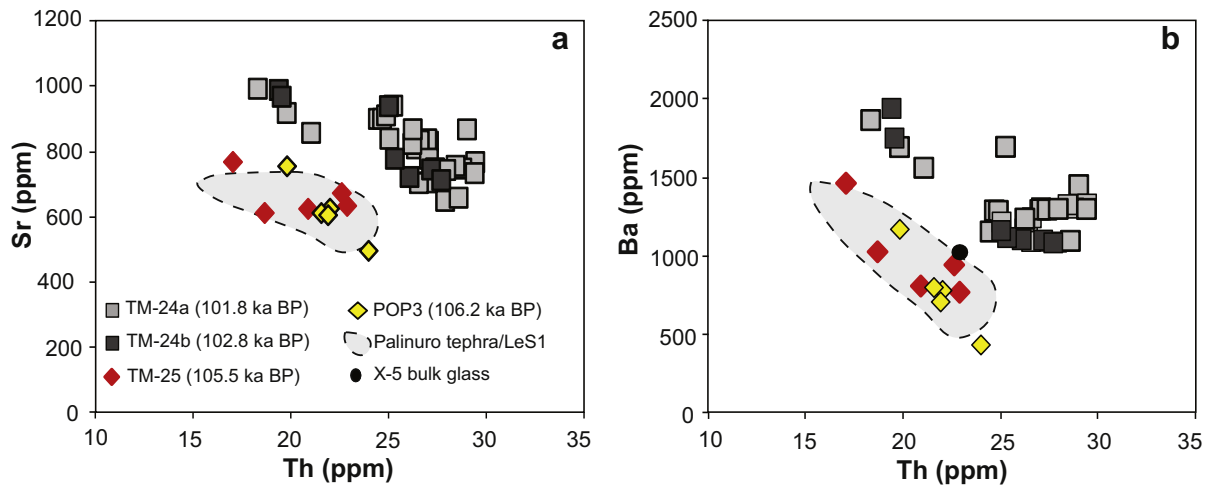 a
Sr (ppm)
1200
1000
800
600
400
200
0
TM-24a (101.8 ka BP)
TM-24b (102.8 ka BP)
TM-25 (105.5 ka BP)
POP3 (106.2 ka BP)
Palinuro tephra/LeS1
X-5 bulk glass
10 15 20 25 30 35
Th (ppm)
b
Ba (ppm)
2500
2000
1500
1000
500
0
10 15 20 25 30 35
Th (ppm)